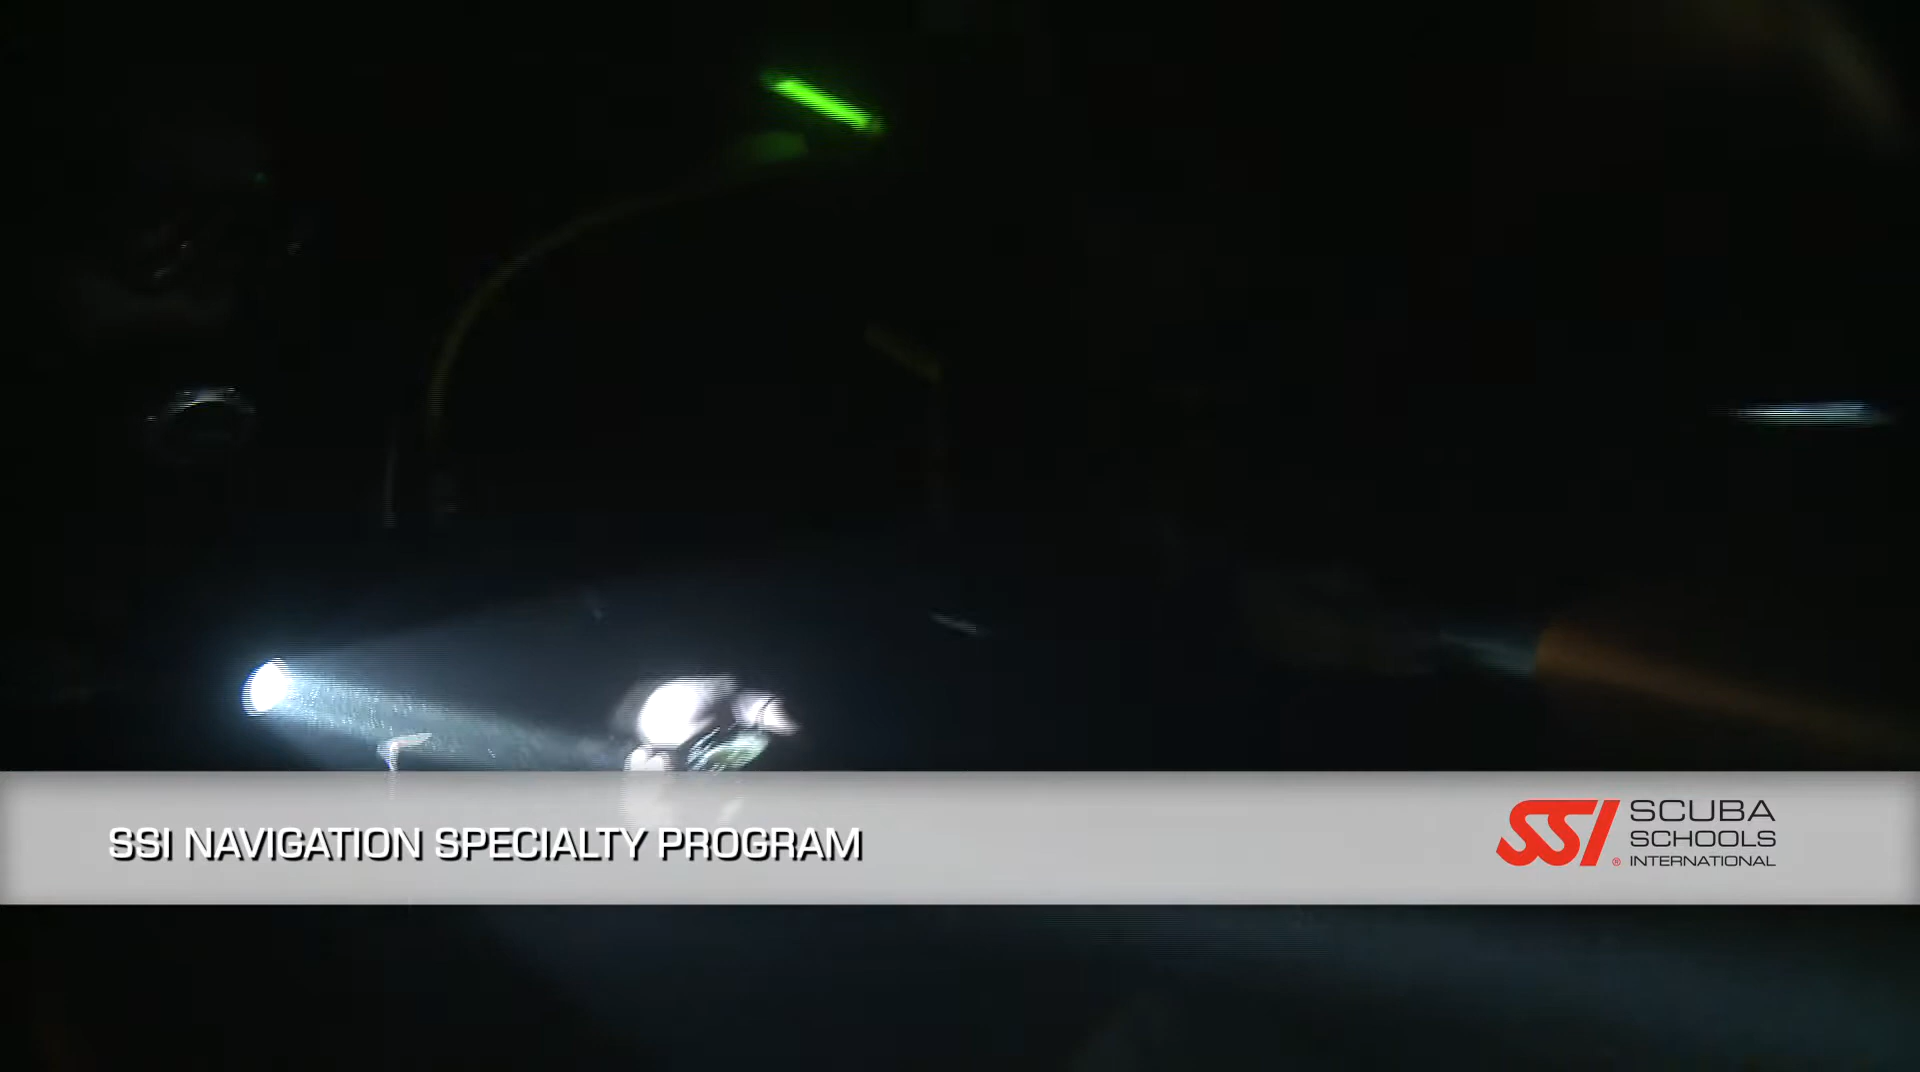 SSI NAVIGATION SPECIALTY PROGRAM
SSI®
SCUBA
SCHOOLS
INTERNATIONAL